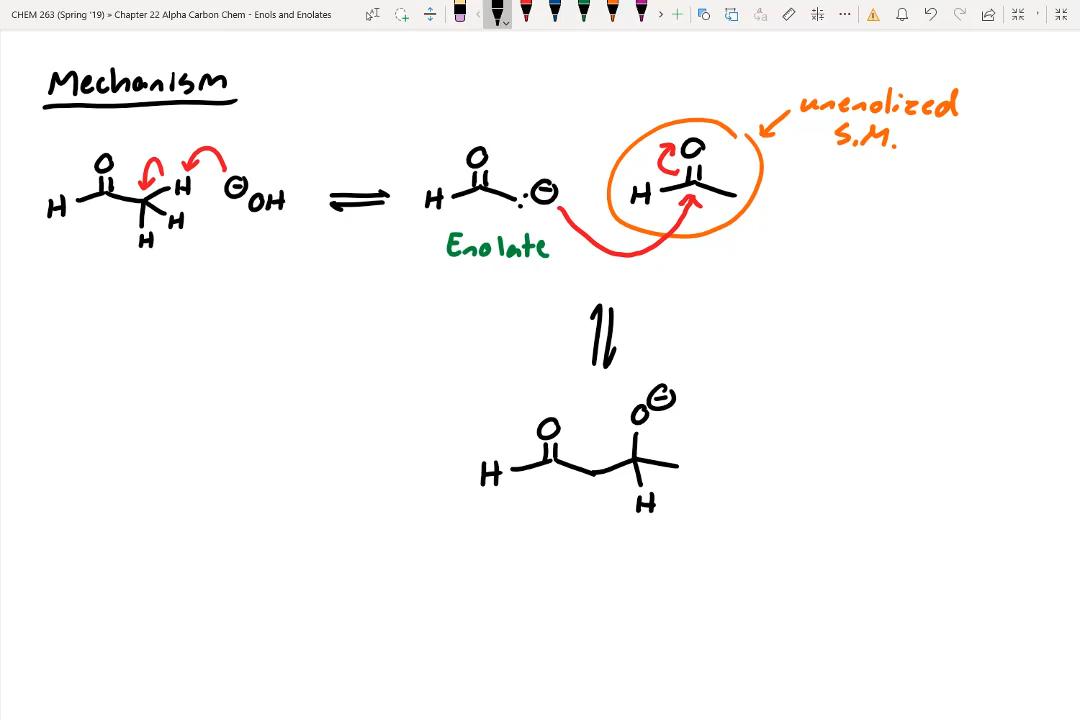 CHEM 263 (Spring '19) » Chapter 22 Alpha Carbon Chem - Enols and Enolates
Mechanism
unenolized
S.M.
O
H
H
H
H
⊖
OH
O
H
:⊖
O
H
Enolate
O
⊖
O
H
H